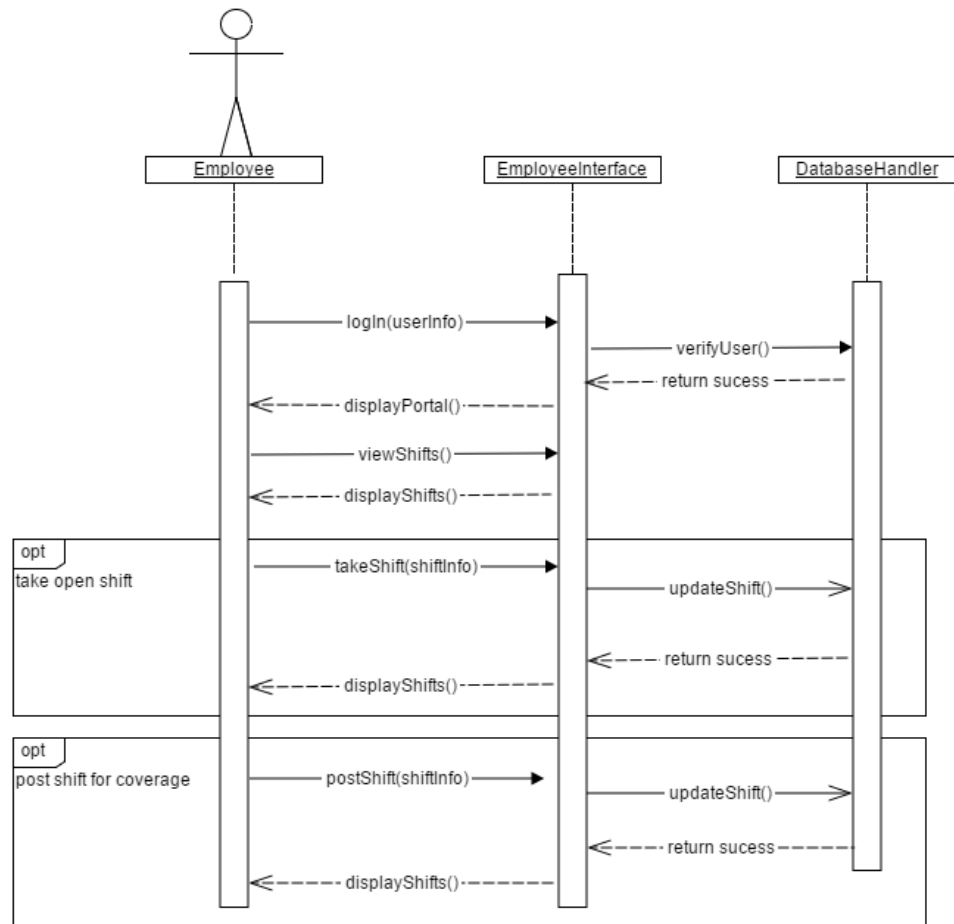 Employee
EmployeeInterface
DatabaseHandler
logIn(userInfo)
verifyUser()
return sucess
displayPortal()
viewShifts()
displayShifts()
opt
take open shift
takeShift(shiftInfo)
updateShift()
return sucess
displayShifts()
opt
post shift for coverage
postShift(shiftInfo)
updateShift()
return sucess
displayShifts()